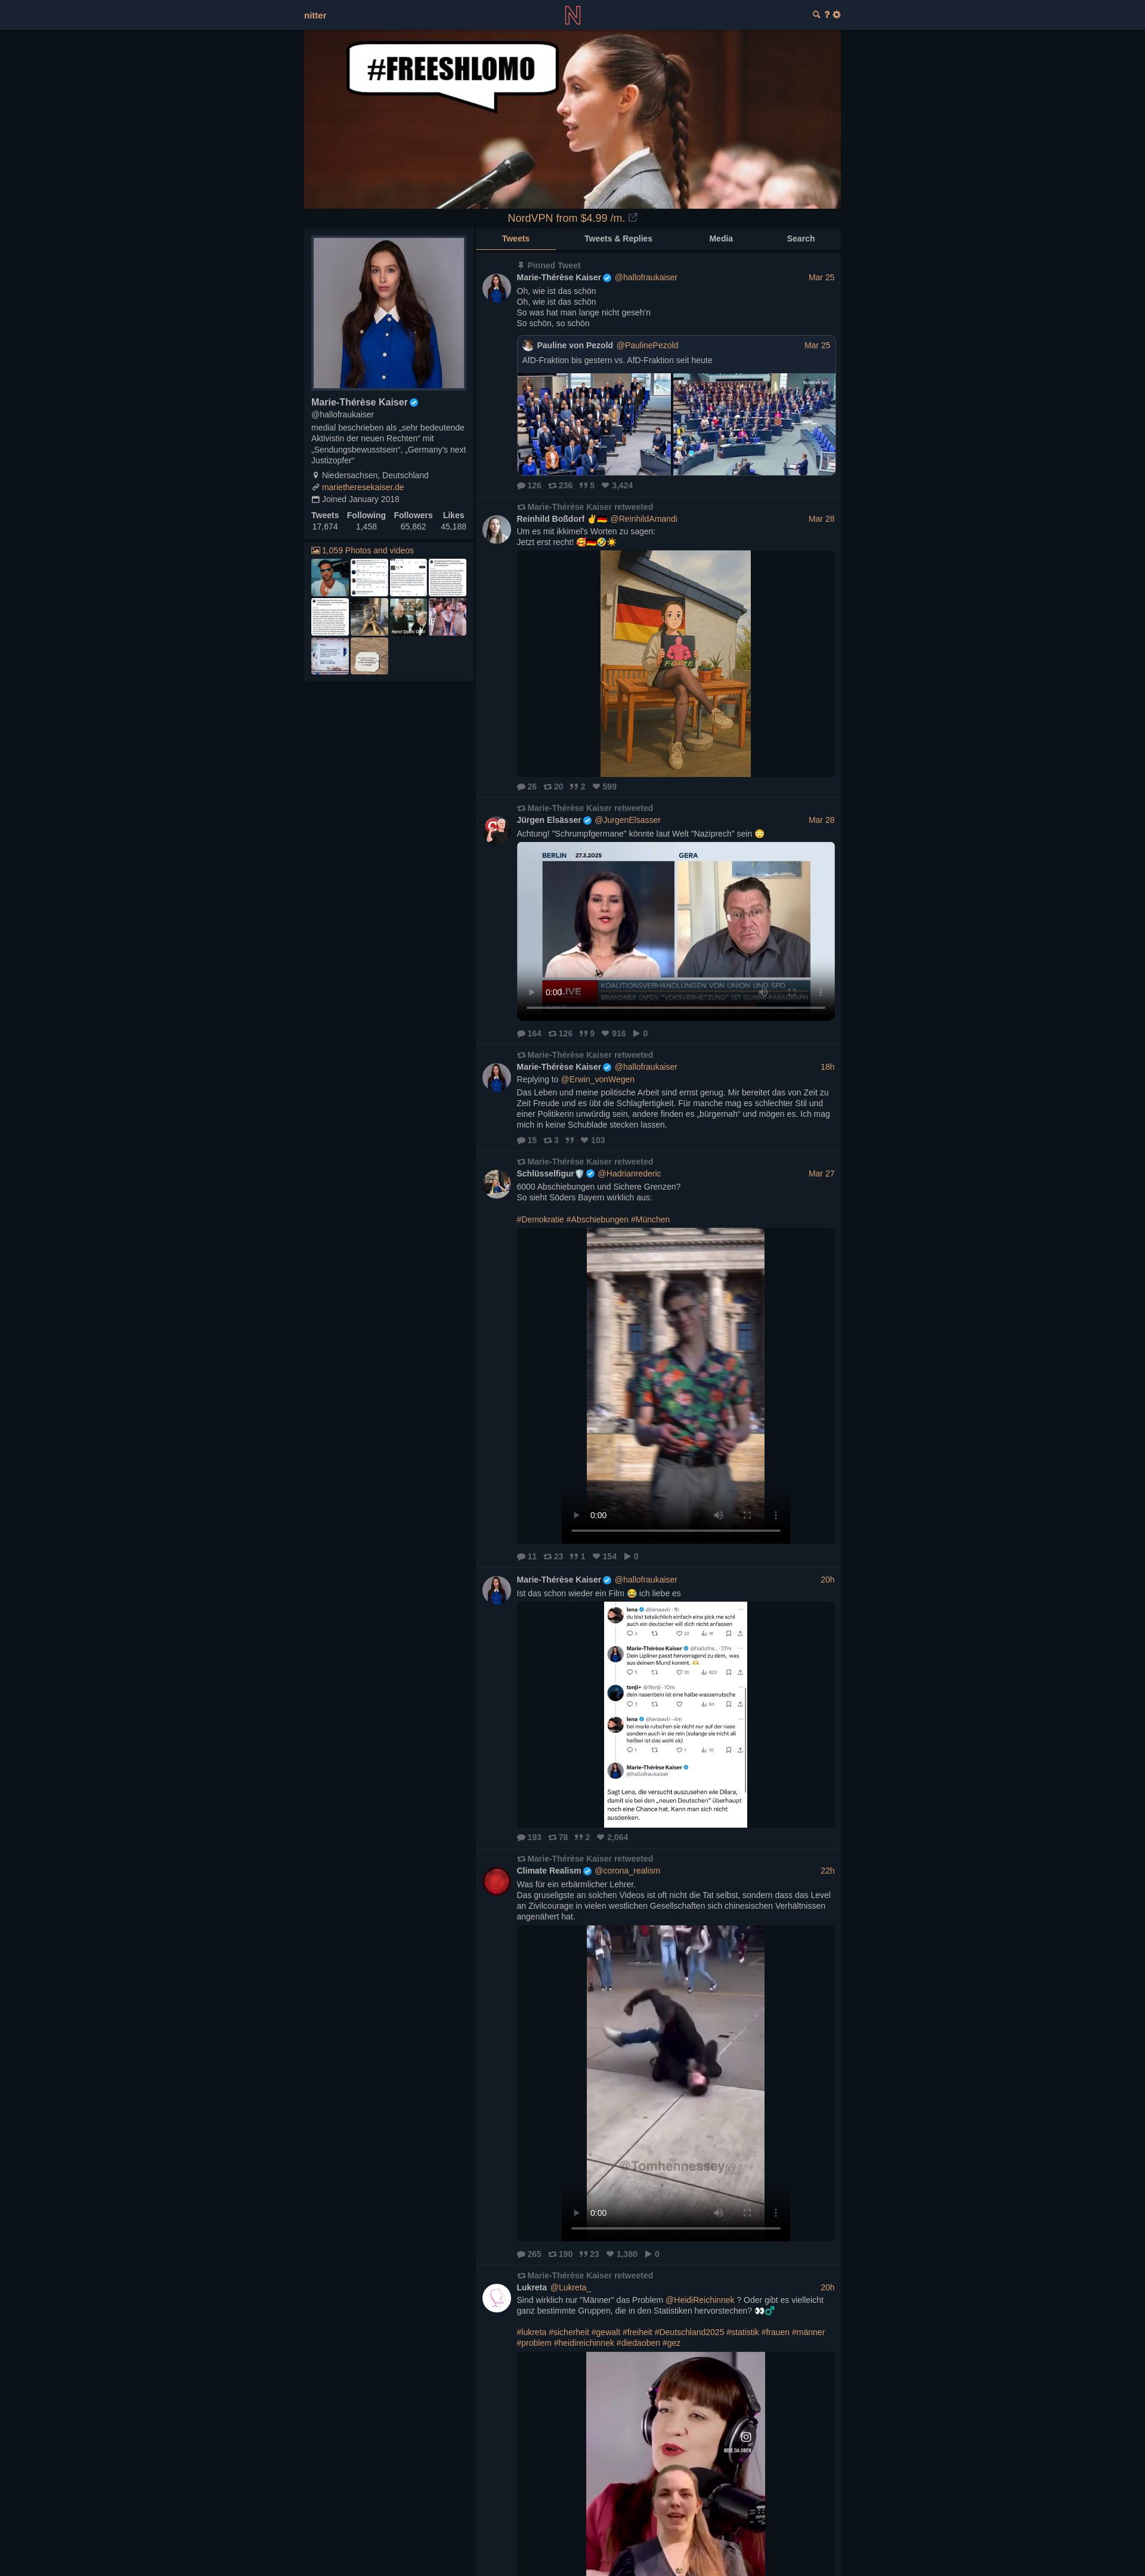 nitter
#FREESHLOMO
NordVPN from $4.99 /m.
Tweets
Tweets & Replies
Media
Search
Marie-Thérèse Kaiser
@hallofraukaiser
medial beschrieben als „sehr bedeutende
Aktivistin der neuen Rechten" mit
„Sendungsbewusstsein", „Germany's next
Justizopfer"
Niedersachsen, Deutschland
marietheresekaiser.de
Joined January 2018
Tweets Following Followers Likes
17,674 1,458 65,862 45,188
1,059 Photos and videos
Pinned Tweet
Marie-Thérèse Kaiser @hallofraukaiser Mar 25
Oh, wie ist das schön
Oh, wie ist das schön
So was hat man lange nicht geseh'n
So schön, so schön
Pauline von Pezold @PaulinePezold Mar 25
AfD-Fraktion bis gestern vs. AfD-Fraktion seit heute
126 236 5 3,424
Marie-Thérèse Kaiser retweeted
Reinhild Boßdorf ✌️🇩🇪 @ReinhildAmandi Mar 28
Um es mit ikkimel's Worten zu sagen:
Jetzt erst recht! 🥰🇩🇪🤣☀️
FOTZE
26 20 2 599
Marie-Thérèse Kaiser retweeted
Jürgen Elsässer @JurgenElsasser Mar 28
Achtung! "Schrumpfgermane" könnte laut Welt "Naziprech" sein 😳
BERLIN 27.3.2025 GERA
KOALITIONSVERHANDLUNGEN VON UNION UND SPD
0:00 LIVE
BRANDNER (AFD): "VOKSVERHETZUNG" IST GUMMI-PARAGRAPH
164 126 9 916 0
Marie-Thérèse Kaiser retweeted
Marie-Thérèse Kaiser @hallofraukaiser 18h
Replying to @Erwin_vonWegen
Das Leben und meine politische Arbeit sind ernst genug. Mir bereitet das von Zeit zu
Zeit Freude und es übt die Schlagfertigkeit. Für manche mag es schlechter Stil und
einer Politikerin unwürdig sein, andere finden es „bürgernah" und mögen es. Ich mag
mich in keine Schublade stecken lassen.
15 3 103
Marie-Thérèse Kaiser retweeted
Schlüsselfigur🛡️ @Hadrianrederic Mar 27
6000 Abschiebungen und Sichere Grenzen?
So sieht Söders Bayern wirklich aus:
#Demokratie #Abschiebungen #München
0:00
11 23 1 154 0
Marie-Thérèse Kaiser @hallofraukaiser 20h
Ist das schon wieder ein Film 😂 ich liebe es
lena @lenaavlr · 1h
du bist tatsächlich einfach eine pick me schl
auch ein deutscher will dich nicht anfassen
Marie-Thérèse Kaiser @hallofra... · 27m
Dein Lipliner passt hervorragend zu dem, was
aus deinem Mund kommt. 🫶
tenji+ @1tenji · 10m
dein nasenbein ist eine halbe wasserrutsche
lena @lenaavlr · 4m
bei marie rutschen sie nicht nur auf der nase
sondern auch in sie rein (solange sie nicht ali
heißen ist das wohl ok)
Marie-Thérèse Kaiser
@hallofraukaiser
Sagt Lena, die versucht auszusehen wie Dilara,
damit sie bei den „neuen Deutschen" überhaupt
noch eine Chance hat. Kann man sich nicht
ausdenken.
193 78 2 2,064
Marie-Thérèse Kaiser retweeted
Climate Realism @corona_realism 22h
Was für ein erbärmlicher Lehrer.
Das gruseligste an solchen Videos ist oft nicht die Tat selbst, sondern dass das Level
an Zivilcourage in vielen westlichen Gesellschaften sich chinesischen Verhältnissen
angenähert hat.
@Tomhennessey
0:00
265 190 23 1,380 0
Marie-Thérèse Kaiser retweeted
Lukreta @Lukreta_ 20h
Sind wirklich nur "Männer" das Problem @HeidiReichinnek ? Oder gibt es vielleicht
ganz bestimmte Gruppen, die in den Statistiken hervorstechen? 👀♂️
#lukreta #sicherheit #gewalt #freiheit #Deutschland2025 #statistik #frauen #männer
#problem #heidireichinnek #diedaoben #gez
@DIE.DA.OBEN